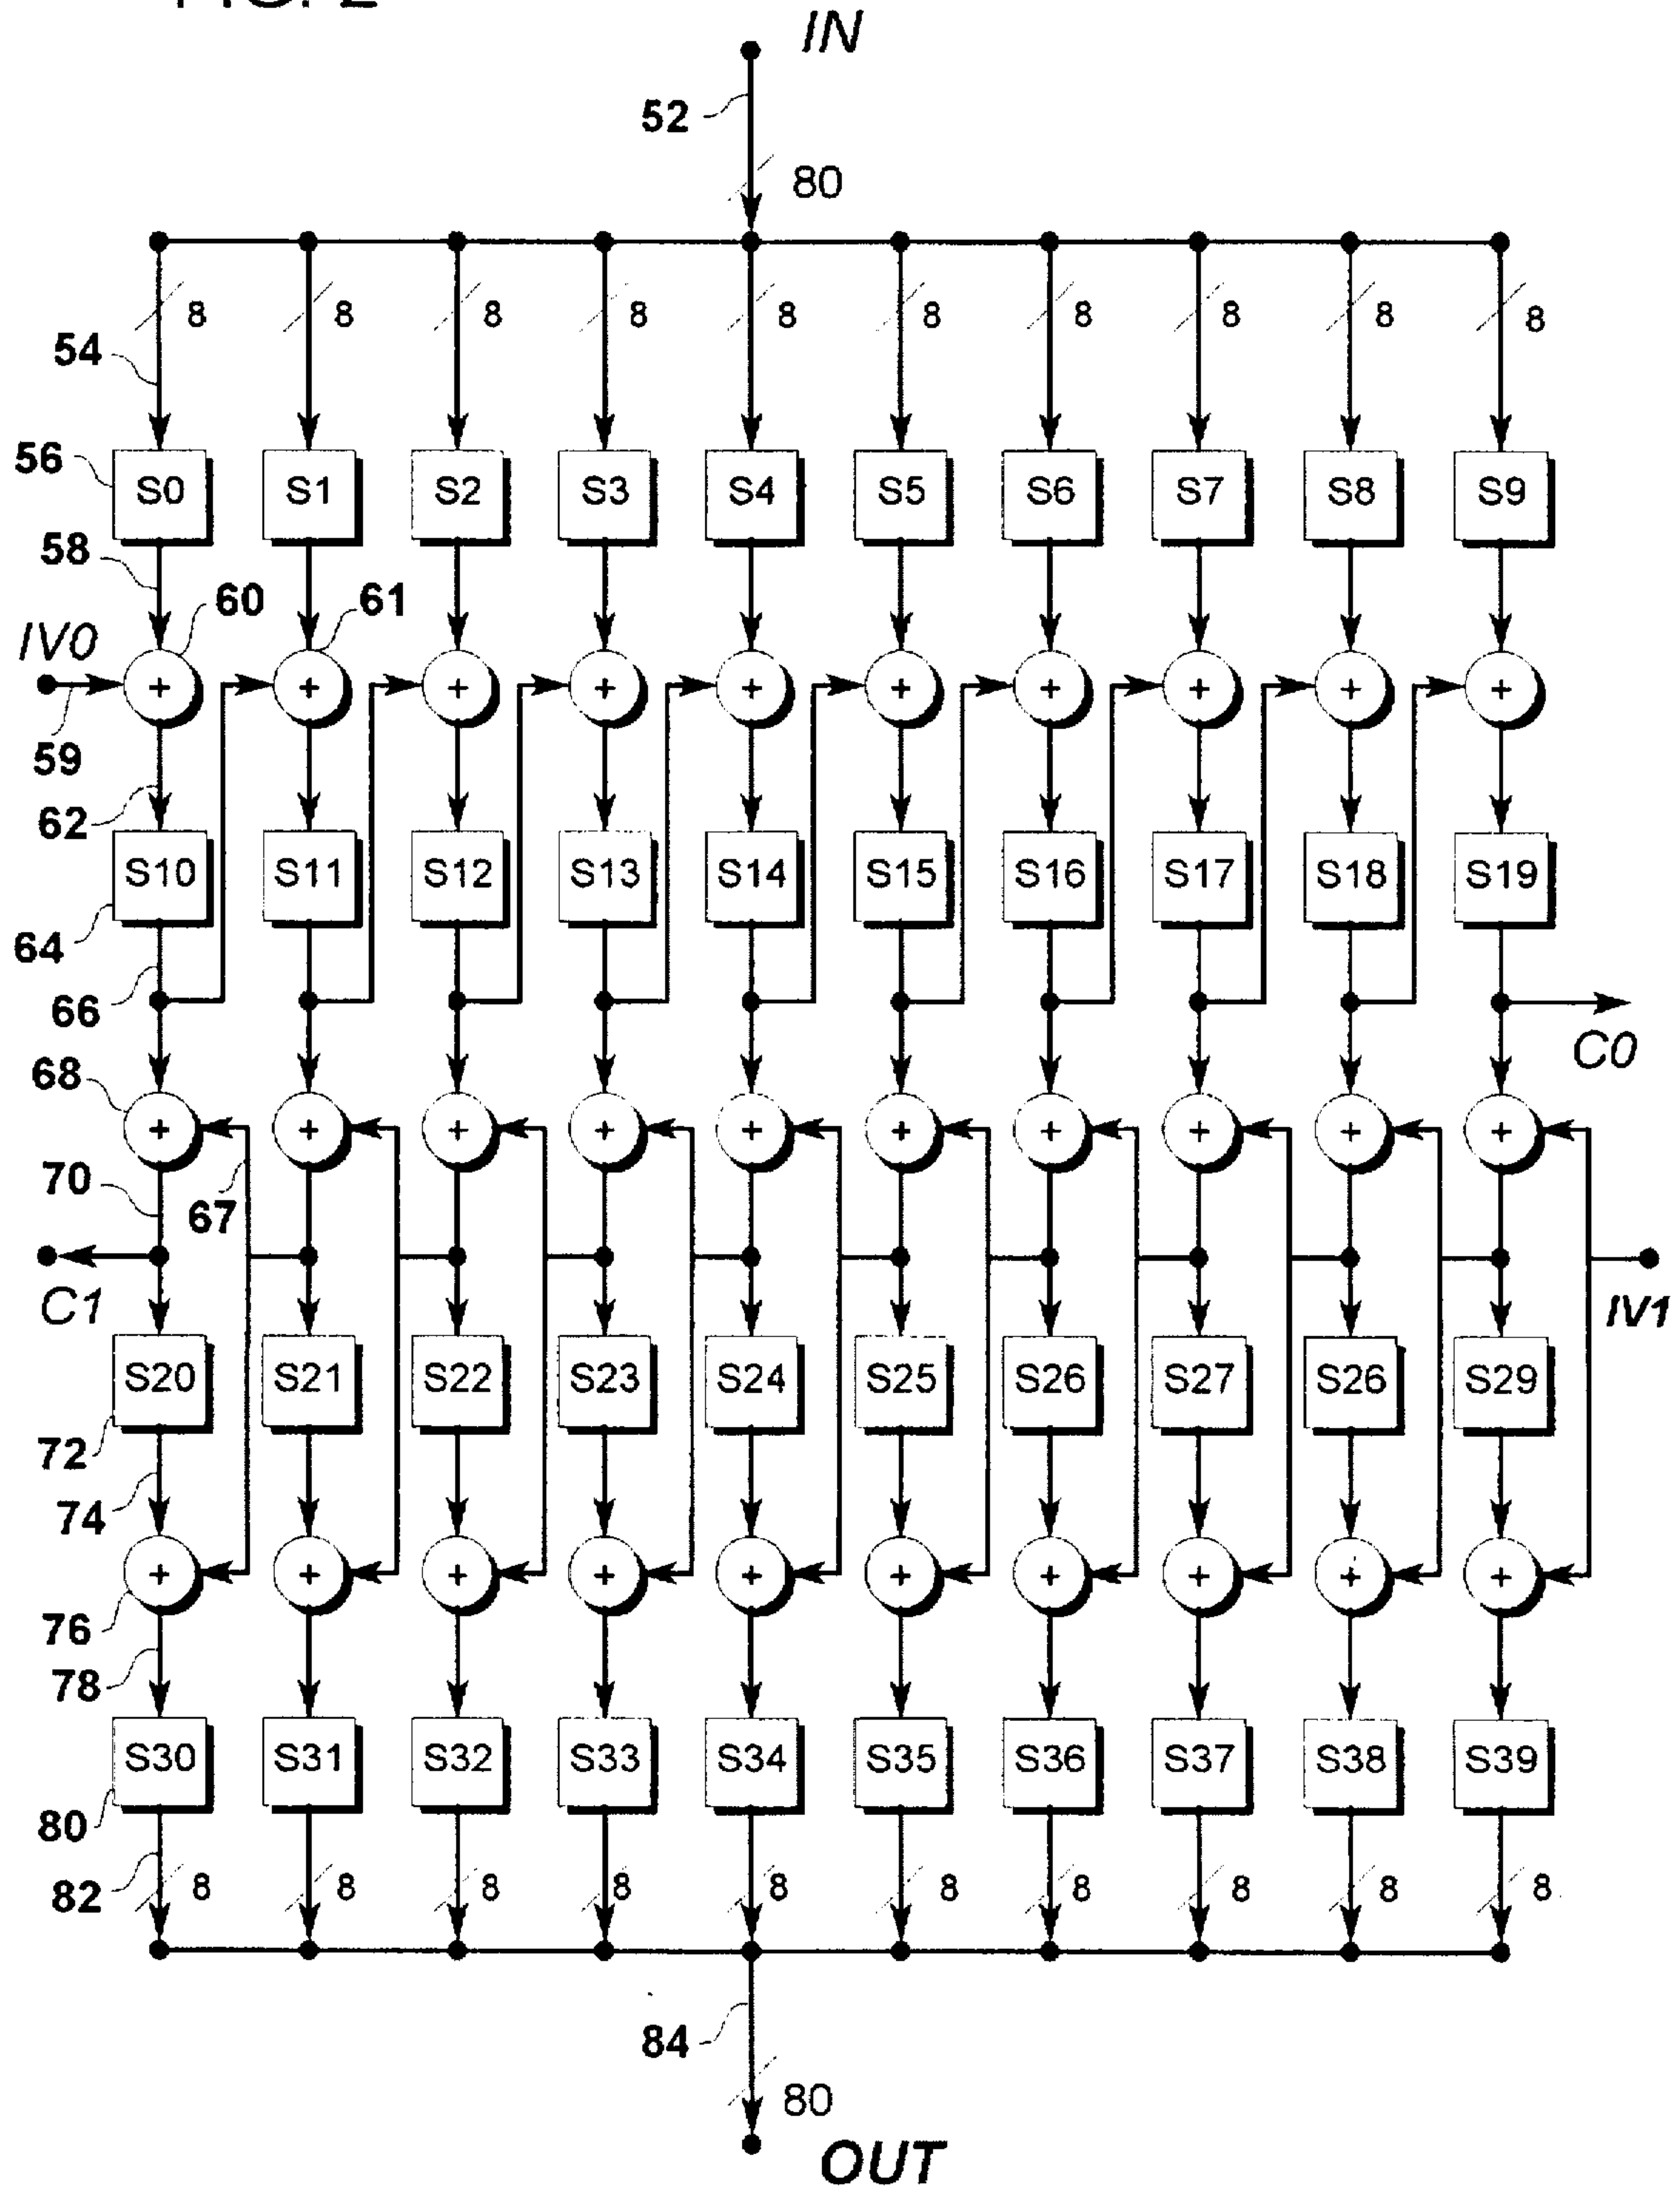 FIG. 2
IN
52
80
8 8 8 8 8 8 8 8 8 8
54
56
S0 S1 S2 S3 S4 S5 S6 S7 S8 S9
58
60 61
IV0
+ + + + + + + + + +
59
62
S10 S11 S12 S13 S14 S15 S16 S17 S18 S19
64
66
C0
68
+ + + + + + + + + +
70
67
C1
IV1
S20 S21 S22 S23 S24 S25 S26 S27 S26 S29
72
74
+ + + + + + + + + +
76
78
S30 S31 S32 S33 S34 S35 S36 S37 S38 S39
80
82
8 8 8 8 8 8 8 8 8 8
84
80
OUT